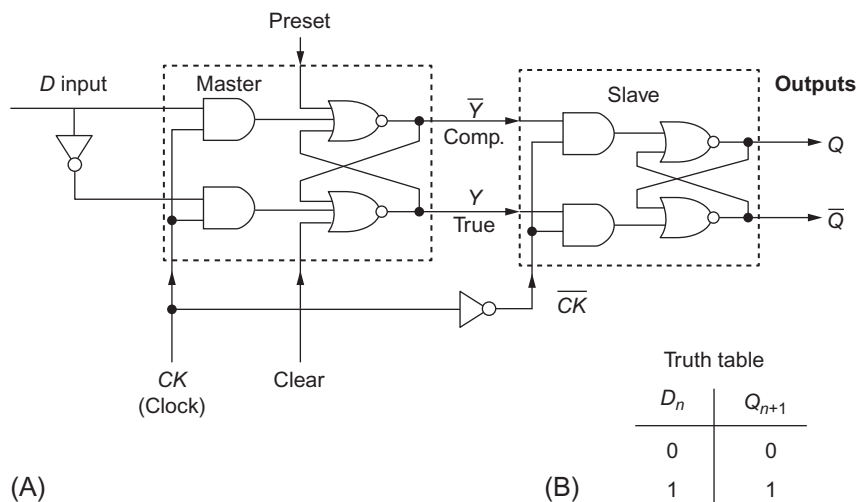 Preset
D input
Master
Slave
Outputs
Y̅
Comp.
Q
Y
True
Q̅
C̅K̅
CK
(Clock)
Clear
Truth table
Dn Qn+1
0 0
1 1
(A) (B)